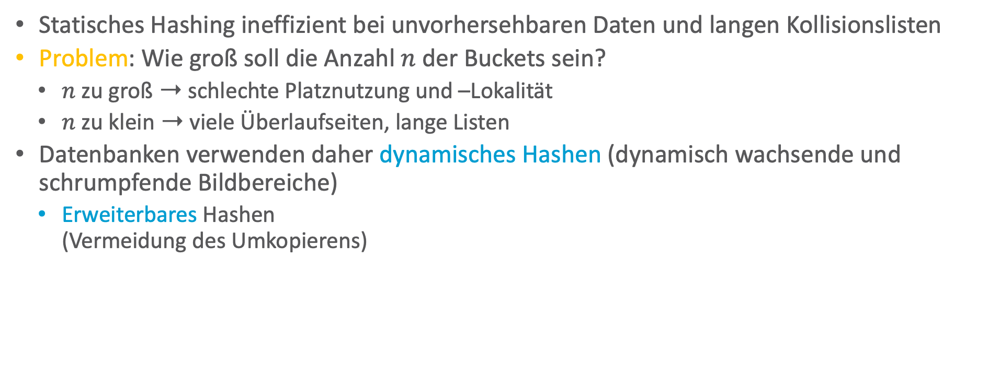 • Statisches Hashing ineffizient bei unvorhersehbaren Daten und langen Kollisionslisten
• Problem: Wie groß soll die Anzahl n der Buckets sein?
• n zu groß → schlechte Platznutzung und –Lokalität
• n zu klein → viele Überlaufseiten, lange Listen
• Datenbanken verwenden daher dynamisches Hashen (dynamisch wachsende und
schrumpfende Bildbereiche)
• Erweiterbares Hashen
(Vermeidung des Umkopierens)